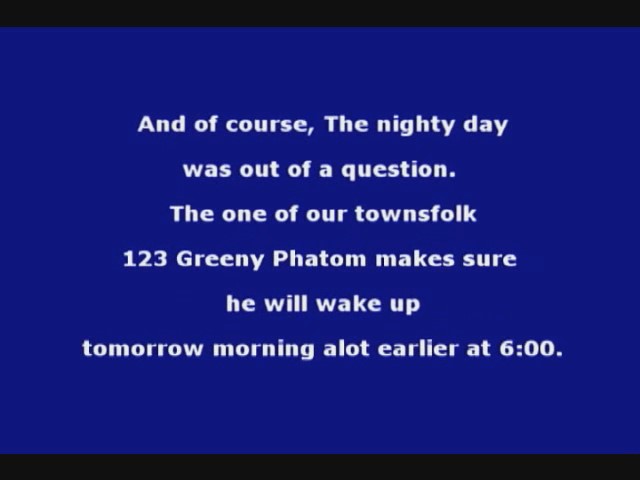 And of course, The nighty day
was out of a question.
The one of our townsfolk
123 Greeny Phatom makes sure
he will wake up
tomorrow morning alot earlier at 6:00.